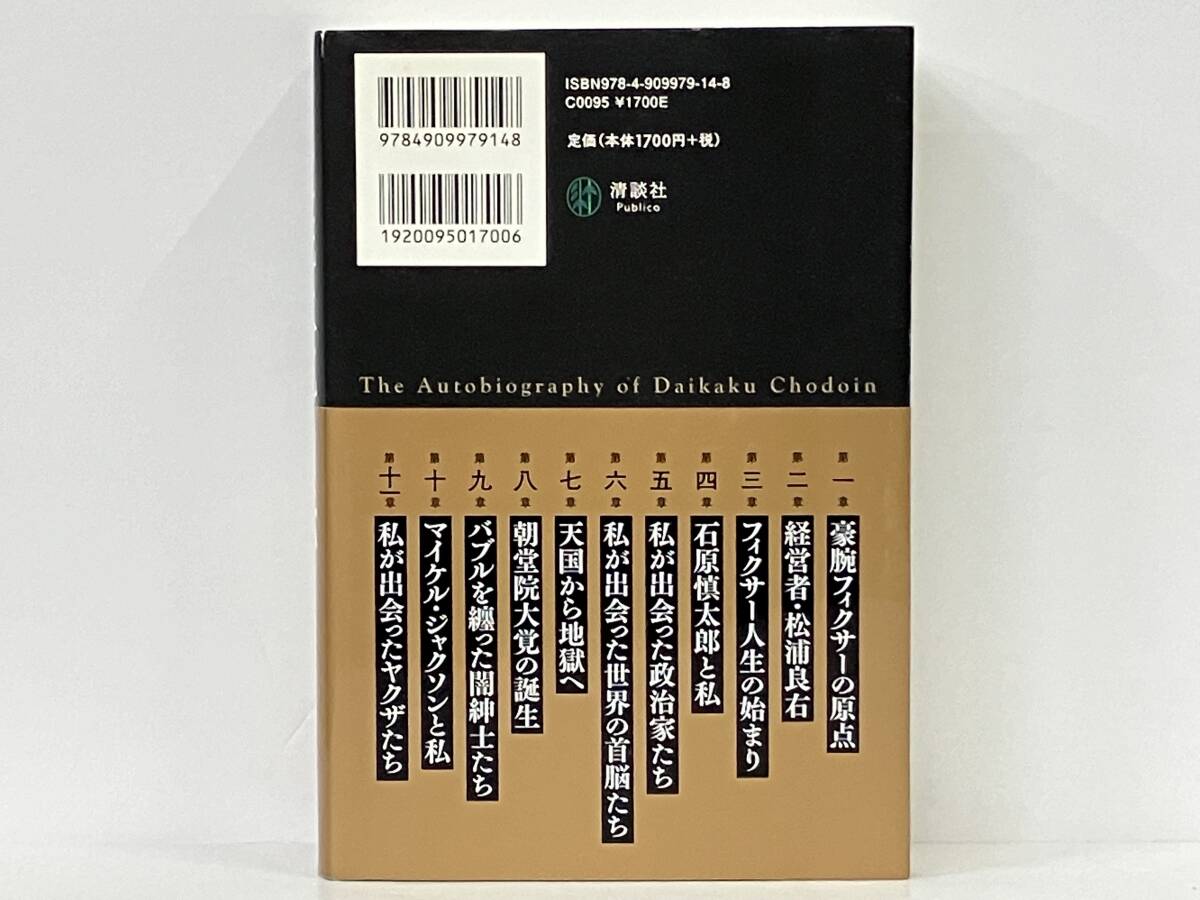 ISBN978-4-909979-14-8
C0095 ¥1700E
定価(本体1700円+税)
清談社
Publico
9784909979148
1920095017006
The Autobiography of Daikaku Chodoin
第一章 豪腕フィクサーの原点
第二章 経営者・松浦良右
第三章 フィクサー人生の始まり
第四章 石原慎太郎と私
第五章 私が出会った政治家たち
第六章 私が出会った世界の首脳たち
第七章 天国から地獄へ
第八章 朝堂院大覚の誕生
第九章 バブルを纏った闇紳士たち
第十章 マイケル・ジャクソンと私
第十一章 私が出会ったヤクザたち